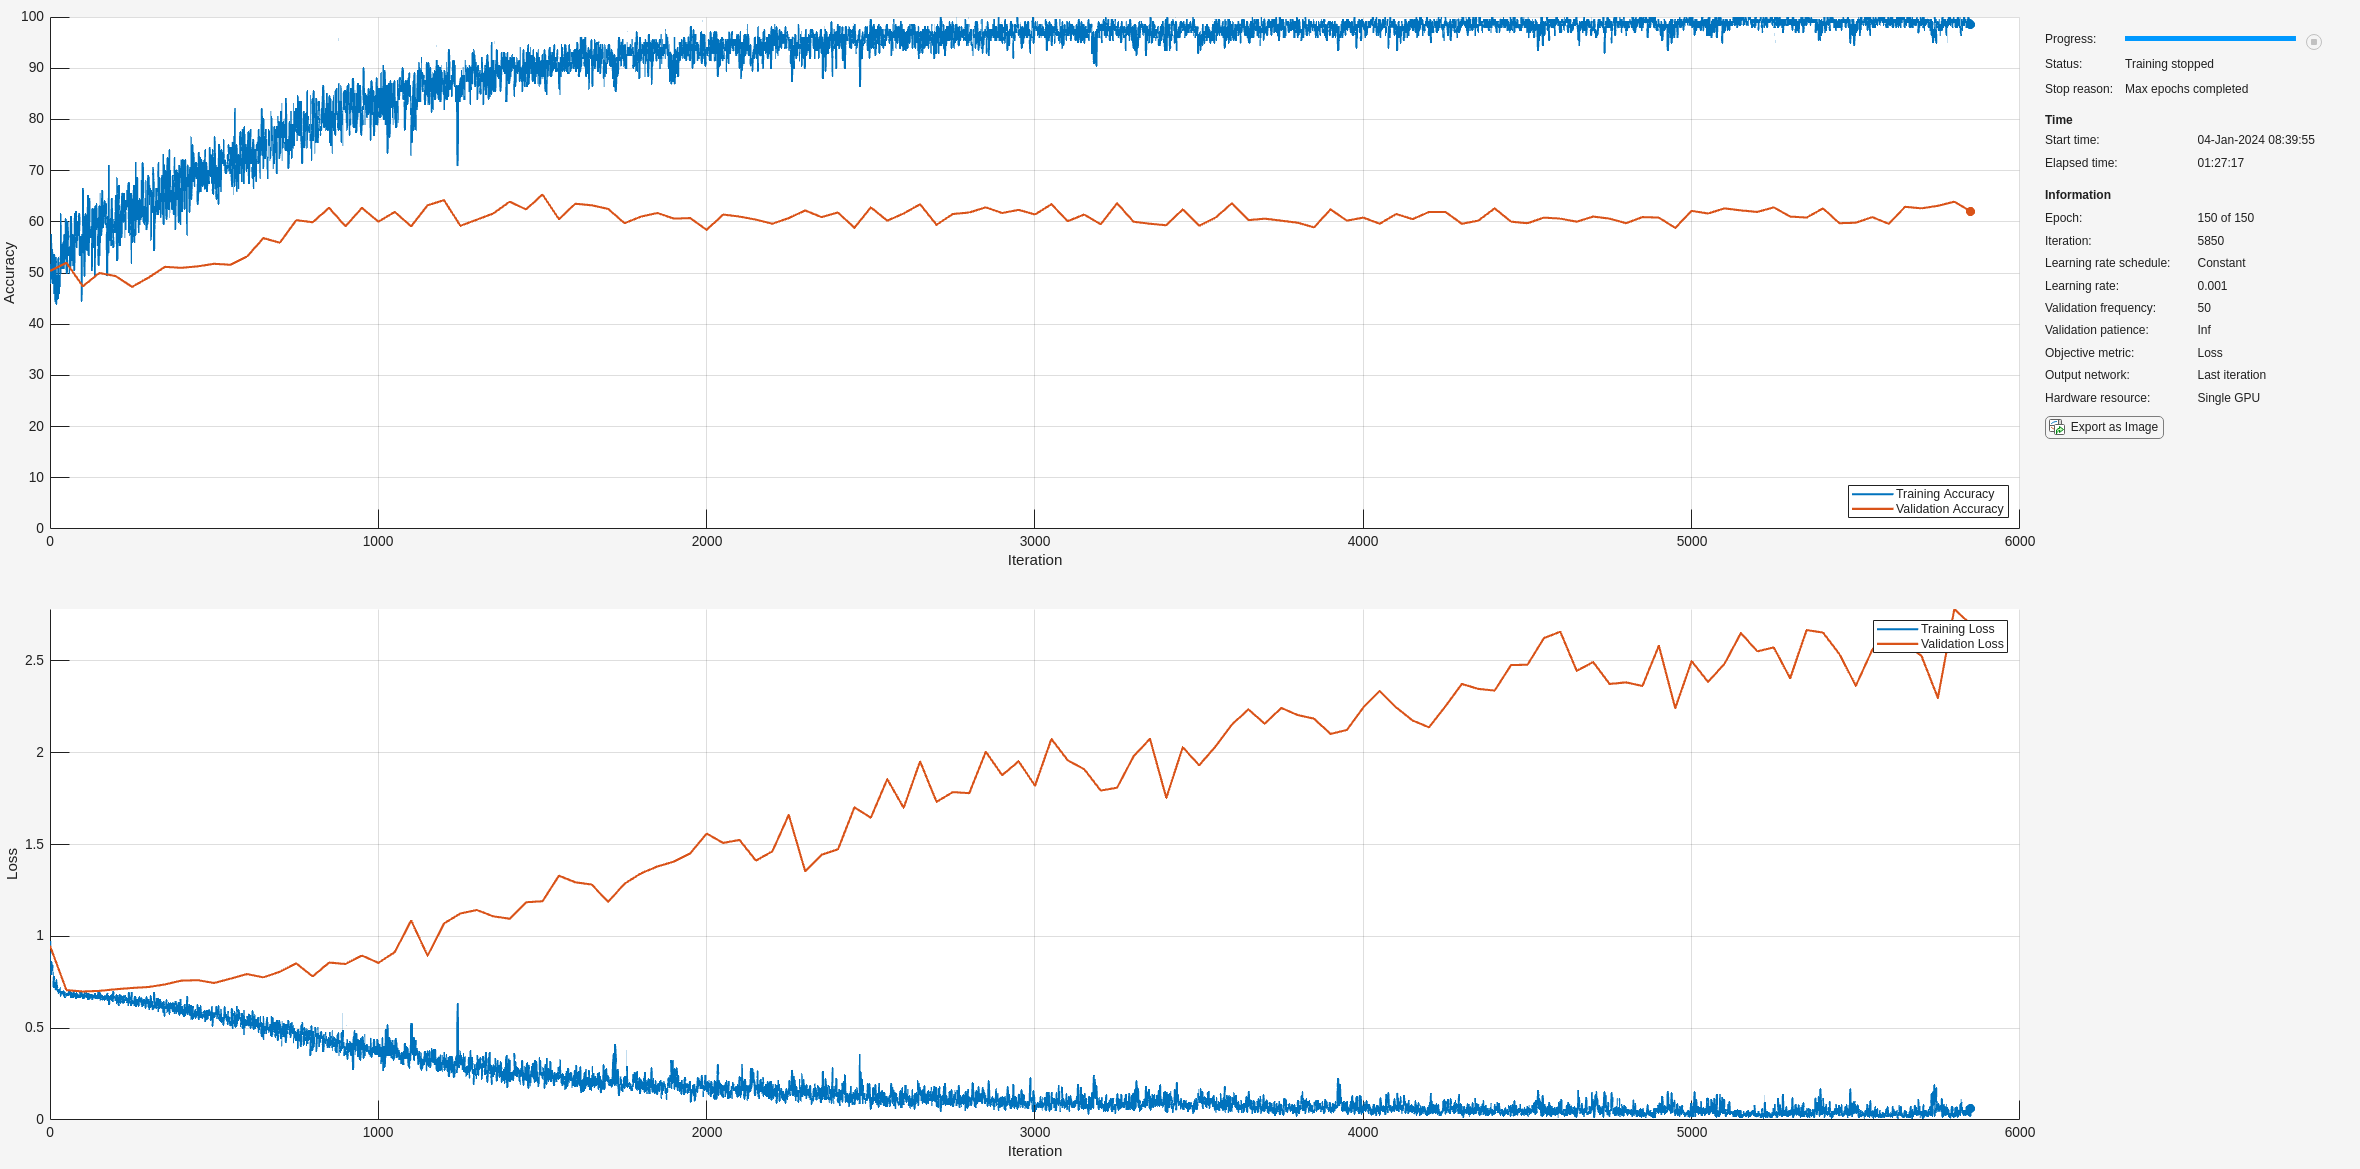 100
90
80
70
60
50
40
30
20
10
0
Accuracy
0 1000 2000 3000 4000 5000 6000
Iteration
Training Accuracy
Validation Accuracy
2.5
2
1.5
1
0.5
0
Loss
0 1000 2000 3000 4000 5000 6000
Iteration
Training Loss
Validation Loss
Progress:
Status: Training stopped
Stop reason: Max epochs completed
Time
Start time: 04-Jan-2024 08:39:55
Elapsed time: 01:27:17
Information
Epoch: 150 of 150
Iteration: 5850
Learning rate schedule: Constant
Learning rate: 0.001
Validation frequency: 50
Validation patience: Inf
Objective metric: Loss
Output network: Last iteration
Hardware resource: Single GPU
Export as Image